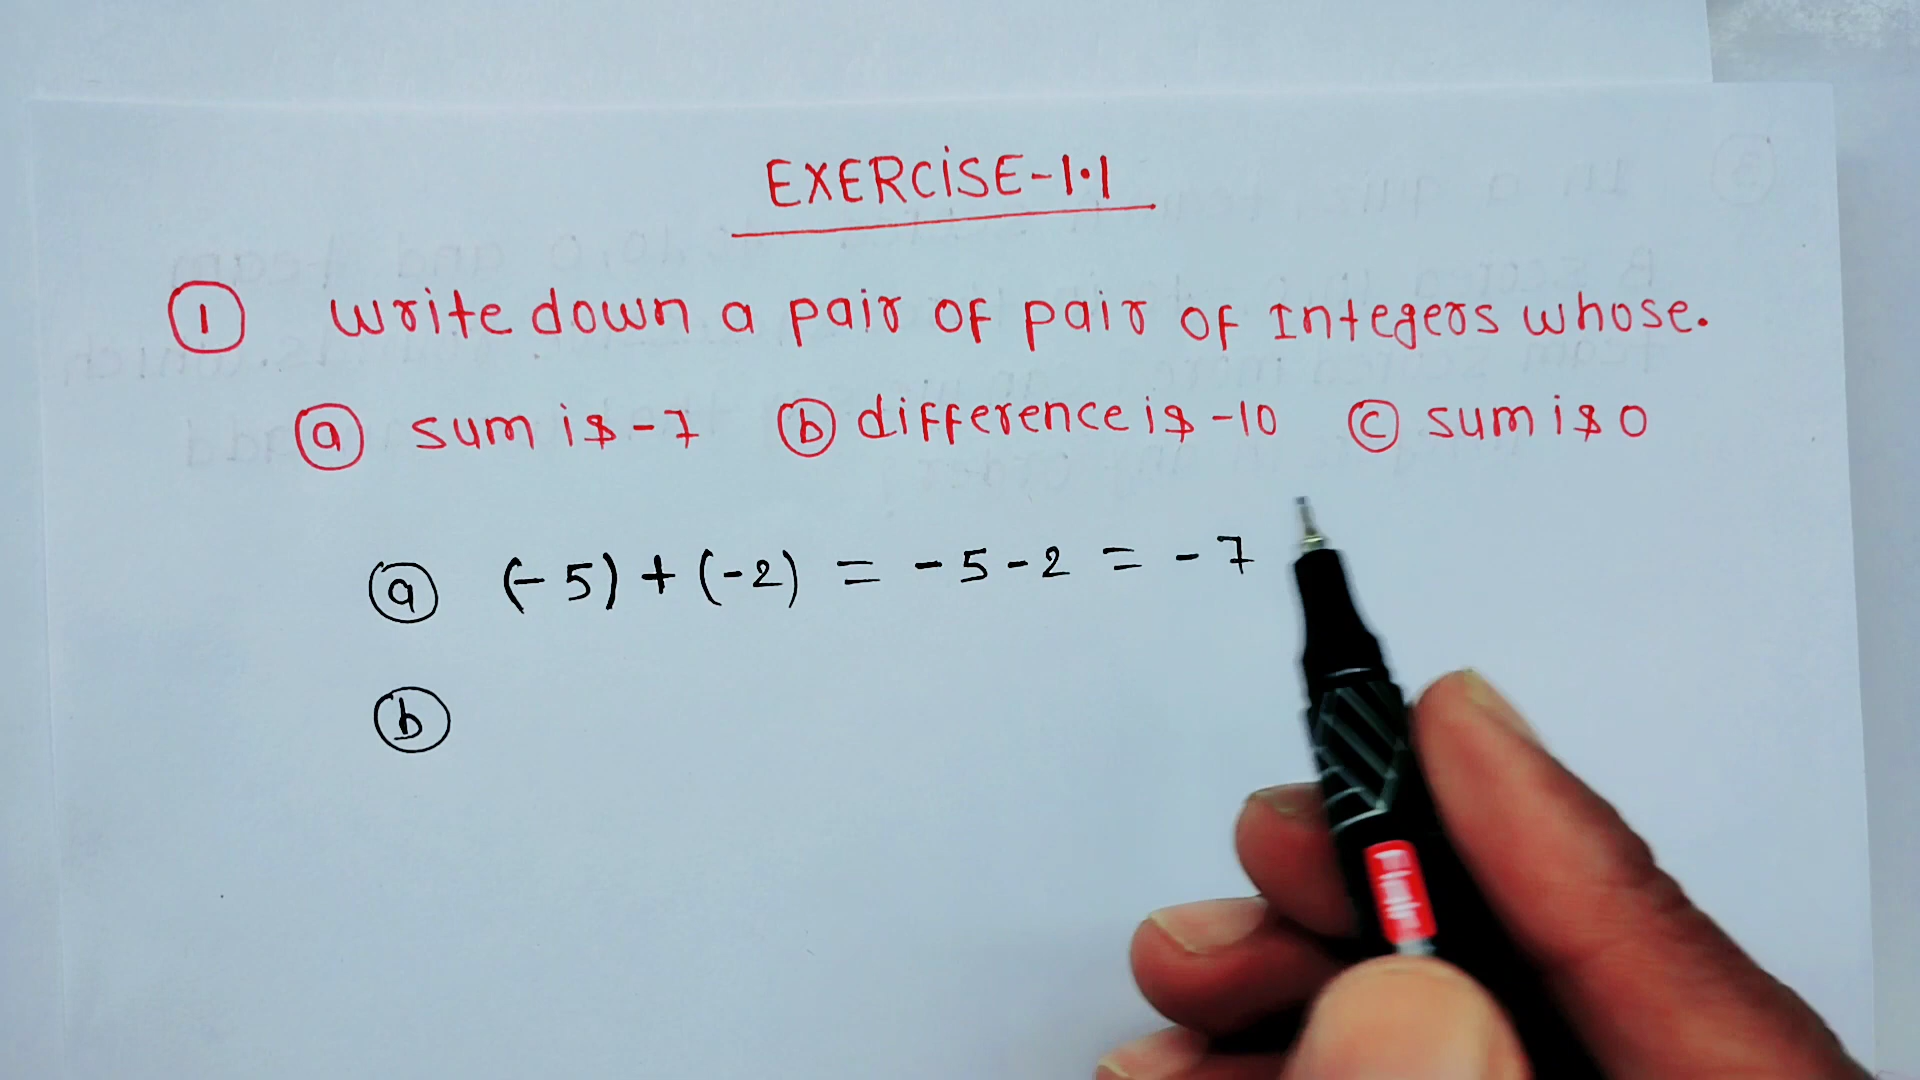 EXERCISE-1.1
1 Write down a pair of pair of Integers whose.
a sum is -7 b difference is -10 c sum is 0
a (-5)+(-2) = -5-2 = -7
b